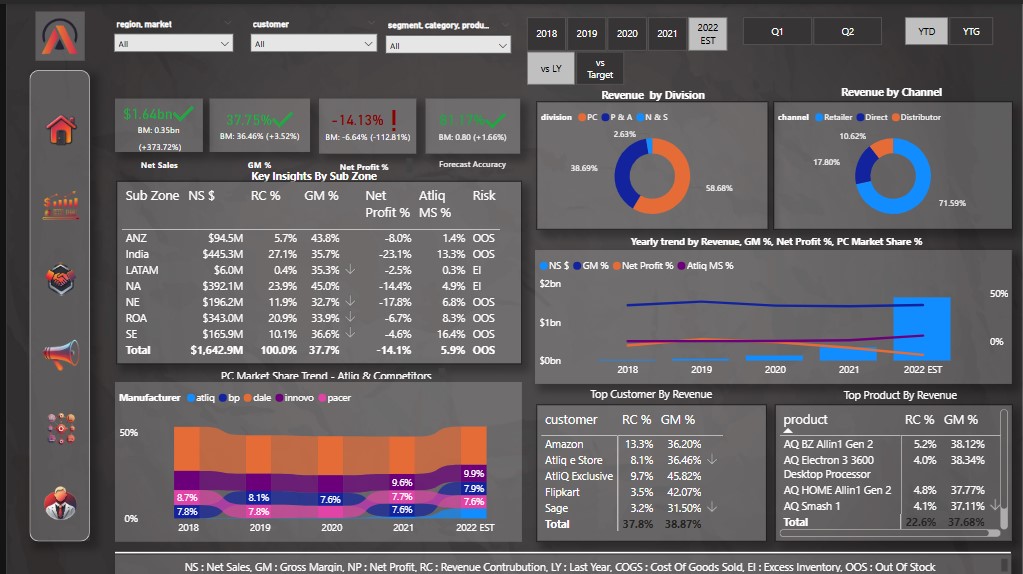 region, market
customer
segment, category, produ...
All
All
All
2018 2019 2020 2021 2022 EST
Q1 Q2
YTD YTG
vs LY vs Target
$1.64bn
BM: 0.35bn
(+373.72%)
Net Sales
37.75%
BM: 36.46% (+3.52%)
GM %
-14.13%
BM: -6.64% (-112.81%)
Net Profit %
BM: 0.80 (+1.66%)
Forecast Accuracy
Revenue by Division
division PC P & A N & S
2.63%
38.69%
58.68%
Revenue by Channel
channel Retailer Direct Distributor
10.62%
17.80%
71.59%
Key Insights By Sub Zone
Sub Zone NS $ RC % GM % Net Profit % Atliq MS % Risk
ANZ $94.5M 5.7% 43.8% -8.0% 1.4% OOS
India $445.3M 27.1% 35.7% -23.1% 13.3% OOS
LATAM $6.0M 0.4% 35.3% -2.5% 0.3% EI
NA $392.1M 23.9% 45.0% -14.4% 4.9% EI
NE $196.2M 11.9% 32.7% -17.8% 6.8% OOS
ROA $343.0M 20.9% 33.9% -6.7% 8.3% OOS
SE $165.9M 10.1% 36.6% -4.6% 16.4% OOS
Total $1,642.9M 100.0% 37.7% -14.1% 5.9% OOS
Yearly trend by Revenue, GM %, Net Profit %, PC Market Share %
NS $ GM % Net Profit % Atliq MS %
$2bn
$1bn
$0bn
50%
0%
2018 2019 2020 2021 2022 EST
PC Market Share Trend - Atliq & Competitors
Manufacturer atliq bp dale innovo pacer
50%
0%
8.7%
7.8%
8.1%
7.8%
7.6%
9.6%
7.7%
7.6%
9.9%
7.9%
7.6%
2018 2019 2020 2021 2022 EST
Top Customer By Revenue
customer RC % GM %
Amazon 13.3% 36.20%
Atliq e Store 8.1% 36.46%
AtliQ Exclusive 9.7% 45.82%
Flipkart 3.5% 42.07%
Sage 3.2% 31.50%
Total 37.8% 38.87%
Top Product By Revenue
product RC % GM %
AQ BZ Allin1 Gen 2 5.2% 38.12%
AQ Electron 3 3600 4.0% 38.34%
Desktop Processor
AQ HOME Allin1 Gen 2 4.8% 37.77%
AQ Smash 1 4.1% 37.11%
Total 22.6% 37.68%
NS : Net Sales, GM : Gross Margin, NP : Net Profit, RC : Revenue Contrubution, LY : Last Year, COGS : Cost Of Goods Sold, EI : Excess Inventory, OOS : Out Of Stock